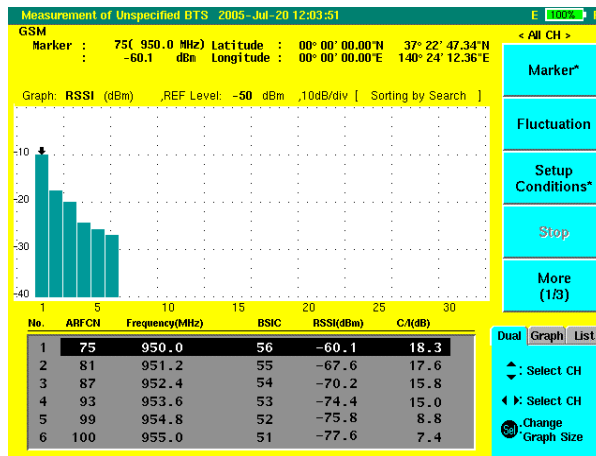 Measurement of Unspecified BTS 2005-Jul-20 12:03:51 E 100%
GSM
Marker : 75( 950.0 MHz) Latitude : 00° 00' 00.00"N 37° 22' 47.34"N
: -60.1 dBm Longitude : 00° 00' 00.00"E 140° 24' 12.36"E
Graph: RSSI (dBm) ,REF Level: -50 dBm ,10dB/div [ Sorting by Search ]
-10
-20
-30
-40
1 5 10 15 20 25 30
No. ARFCN Frequency(MHz) BSIC RSSI(dBm) C/I(dB)
1 75 950.0 56 -60.1 18.3
2 81 951.2 55 -67.6 17.6
3 87 952.4 54 -70.2 15.8
4 93 953.6 53 -74.4 15.0
5 99 954.8 52 -75.8 8.8
6 100 955.0 51 -77.6 7.4
< All CH >
Marker*
Fluctuation
Setup
Conditions*
Stop
More
(1/3)
Dual Graph List
: Select CH
: Select CH
Sel :Change
Graph Size